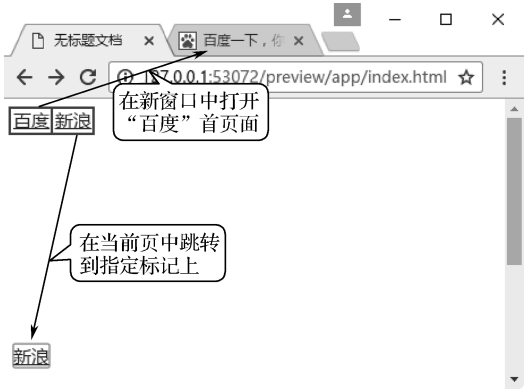 无标题文档
百度一下，你
127.0.0.1:53072/preview/app/index.html
在新窗口中打开
“百度”首页面
百度 新浪
在当前页中跳转
到指定标记上
新浪